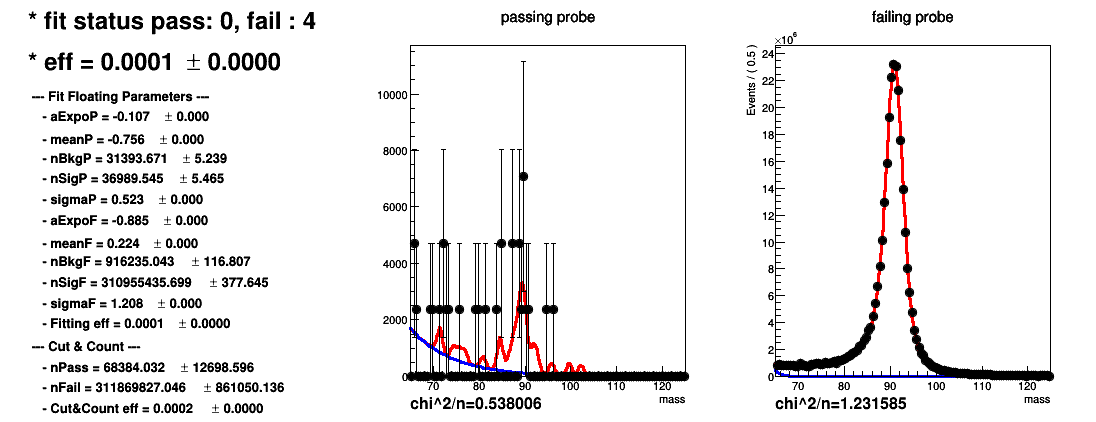 * fit status pass: 0, fail : 4
* eff = 0.0001 ± 0.0000
--- Fit Floating Parameters ---
- aExpoP = -0.107 ± 0.000
- meanP = -0.756 ± 0.000
- nBkgP = 31393.671 ± 5.239
- nSigP = 36989.545 ± 5.465
- sigmaP = 0.523 ± 0.000
- aExpoF = -0.885 ± 0.000
- meanF = 0.224 ± 0.000
- nBkgF = 916235.043 ± 116.807
- nSigF = 310955435.699 ± 377.645
- sigmaF = 1.208 ± 0.000
- Fitting eff = 0.0001 ± 0.0000
--- Cut & Count ---
- nPass = 68384.032 ± 12698.596
- nFail = 311869827.046 ± 861050.136
- Cut&Count eff = 0.0002 ± 0.0000
passing probe
10000
8000
6000
4000
2000
0
70 80 90 100 110 120
mass
chi^2/n=0.538006
failing probe
×10^6
Events / ( 0.5 )
24
22
20
18
16
14
12
10
8
6
4
2
0
70 80 90 100 110 120
mass
chi^2/n=1.231585